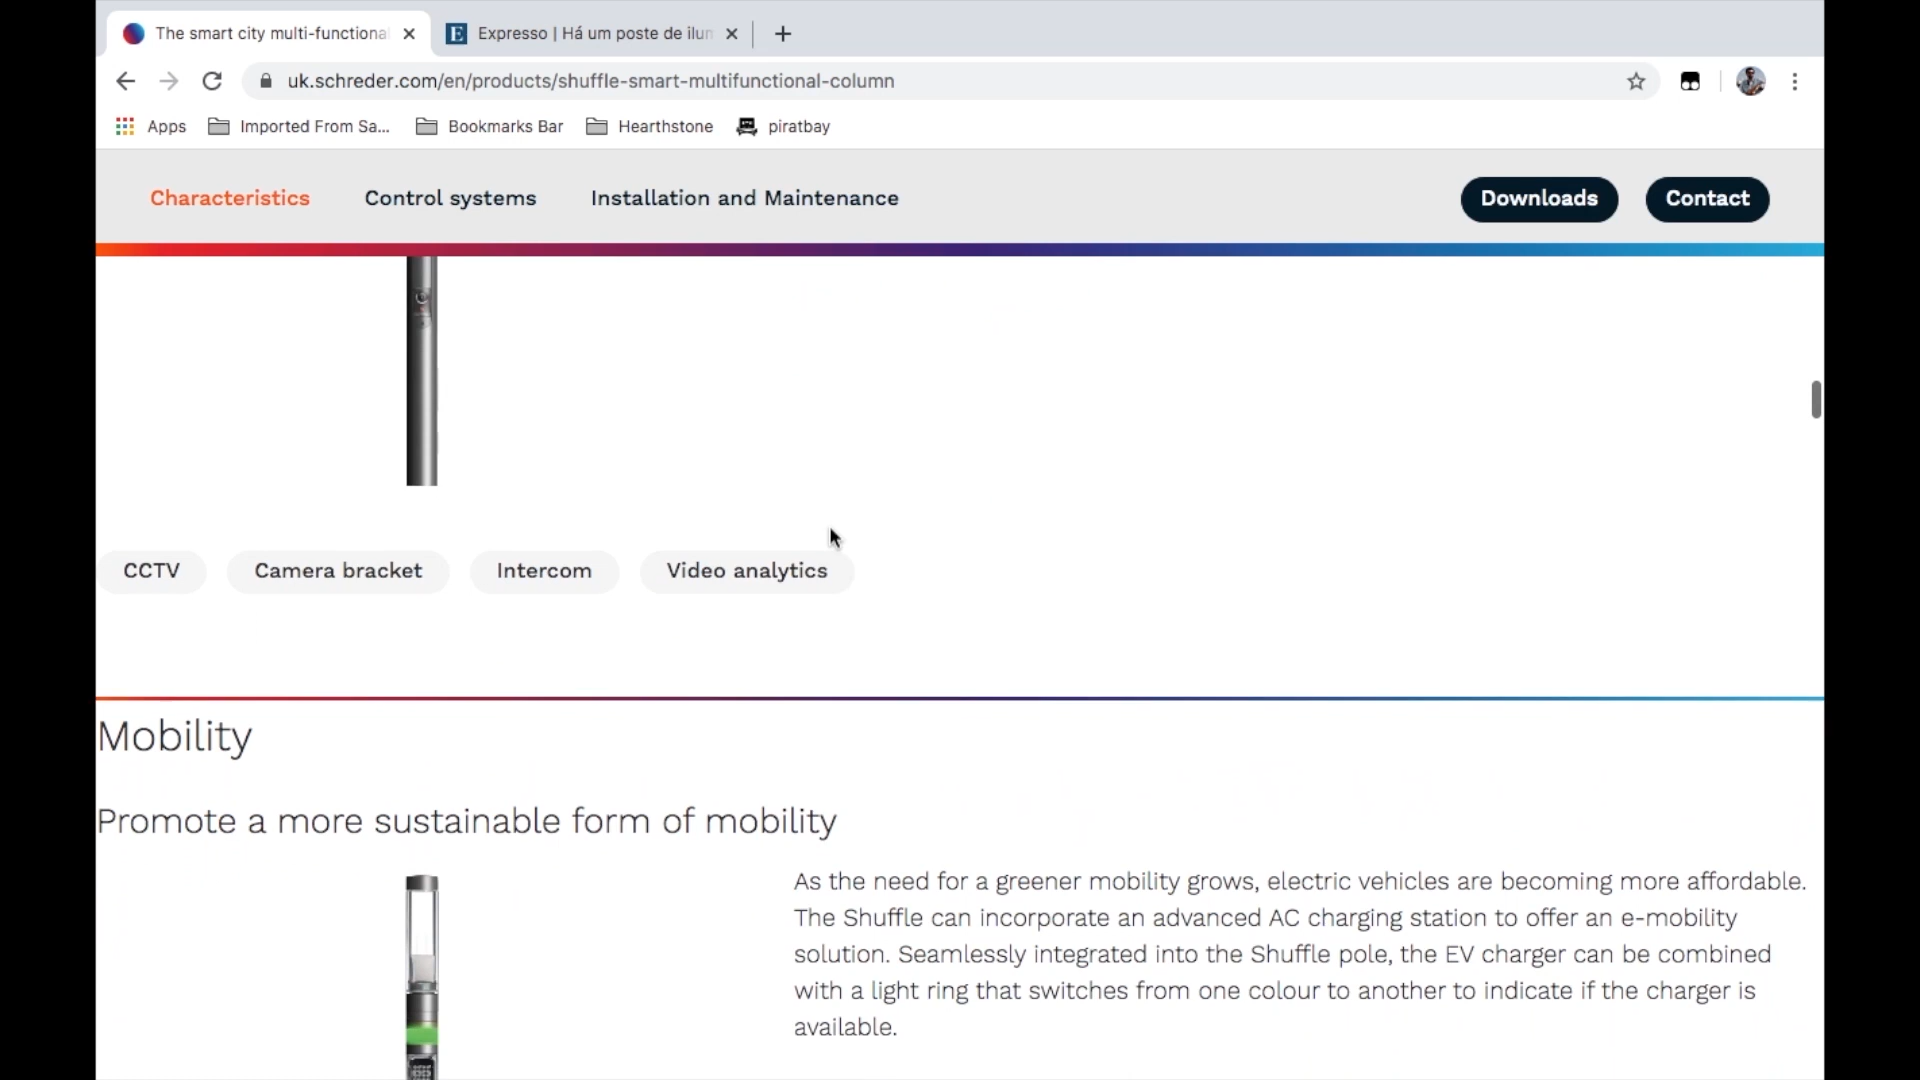 The smart city multi-functional
Expresso | Há um poste de ilum
uk.schreder.com/en/products/shuffle-smart-multifunctional-column
Apps
Imported From Sa...
Bookmarks Bar
Hearthstone
piratbay
Characteristics
Control systems
Installation and Maintenance
Downloads
Contact
CCTV
Camera bracket
Intercom
Video analytics
Mobility
Promote a more sustainable form of mobility
As the need for a greener mobility grows, electric vehicles are becoming more affordable.
The Shuffle can incorporate an advanced AC charging station to offer an e-mobility
solution. Seamlessly integrated into the Shuffle pole, the EV charger can be combined
with a light ring that switches from one colour to another to indicate if the charger is
available.